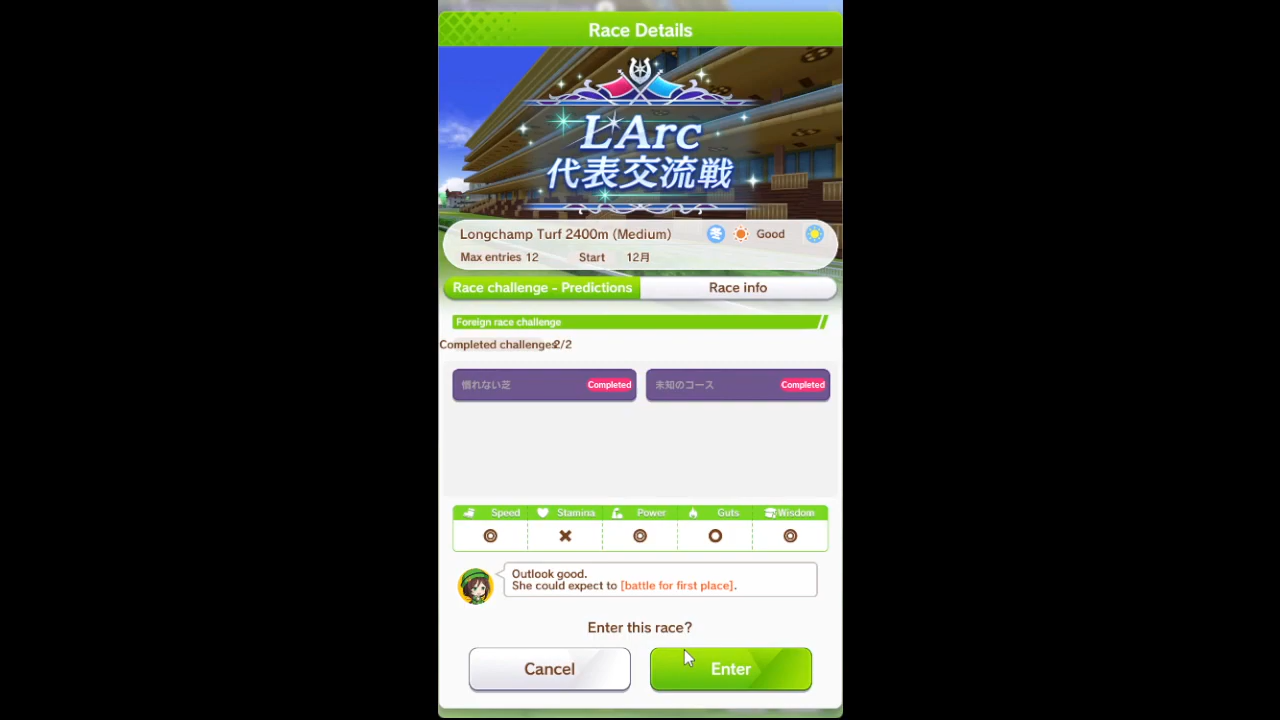 Race Details
L'Arc
代表交流戦
Longchamp Turf 2400m (Medium) 冬 Good
Max entries 12 Start 12月
Race challenge - Predictions Race info
Foreign race challenge
Completed challenges2/2
慣れない芝 Completed 未知のコース Completed
Speed Stamina Power Guts Wisdom
◎ × ◎ ○ ◎
Outlook good.
She could expect to [battle for first place].
Enter this race?
Cancel Enter